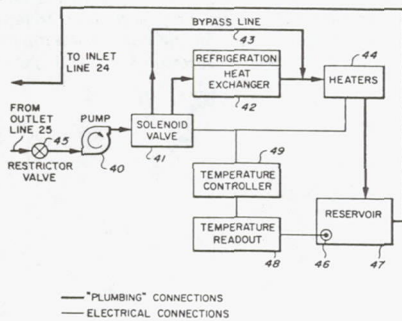 BYPASS LINE
43
44
TO INLET
LINE 24
REFRIGERATION
HEAT
EXCHANGER
42
HEATERS
FROM
OUTLET
LINE 25
45
PUMP
40
SOLENOID
VALVE
41
RESTRICTOR
VALVE
49
TEMPERATURE
CONTROLLER
TEMPERATURE
READOUT
48
RESERVOIR
46
47
"PLUMBING" CONNECTIONS
ELECTRICAL CONNECTIONS